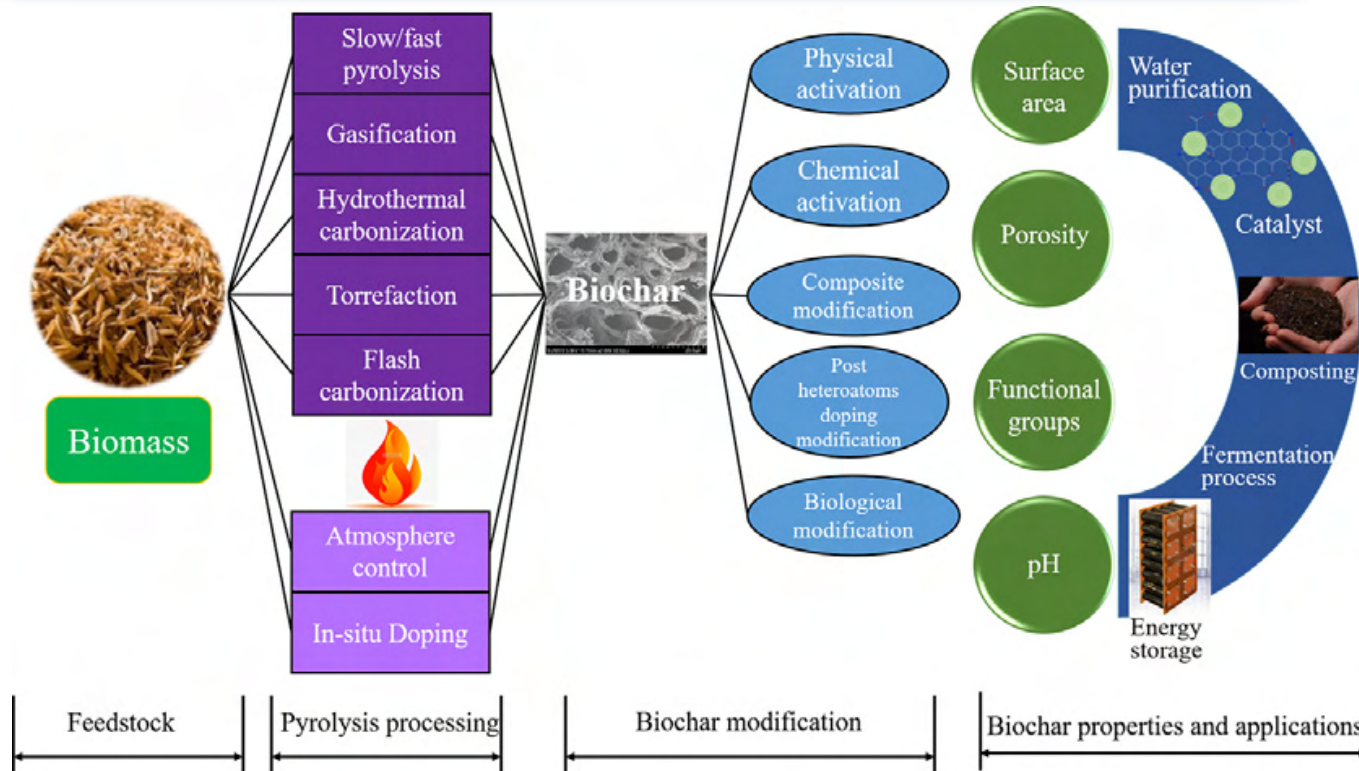 Slow/fast
pyrolysis
Gasification
Hydrothermal
carbonization
Torrefaction
Flash
carbonization
Atmosphere
control
In-situ Doping
Biomass
Biochar
Physical
activation
Chemical
activation
Composite
modification
Post
heteroatoms
doping
modification
Biological
modification
Surface
area
Porosity
Functional
groups
pH
Water
purification
Catalyst
Composting
Fermentation
process
Energy
storage
Feedstock
Pyrolysis processing
Biochar modification
Biochar properties and applications